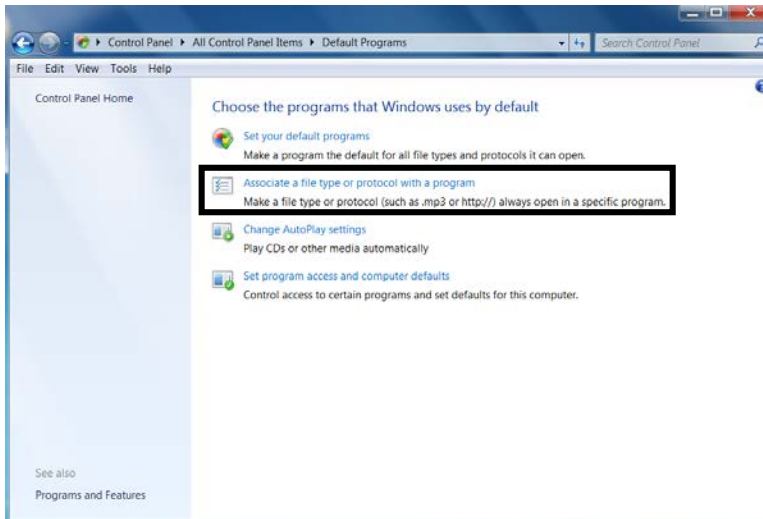 Control Panel ▸ All Control Panel Items ▸ Default Programs
Search Control Panel
File Edit View Tools Help
Control Panel Home
Choose the programs that Windows uses by default
Set your default programs
Make a program the default for all file types and protocols it can open.
Associate a file type or protocol with a program
Make a file type or protocol (such as .mp3 or http://) always open in a specific program.
Change AutoPlay settings
Play CDs or other media automatically
Set program access and computer defaults
Control access to certain programs and set defaults for this computer.
See also
Programs and Features